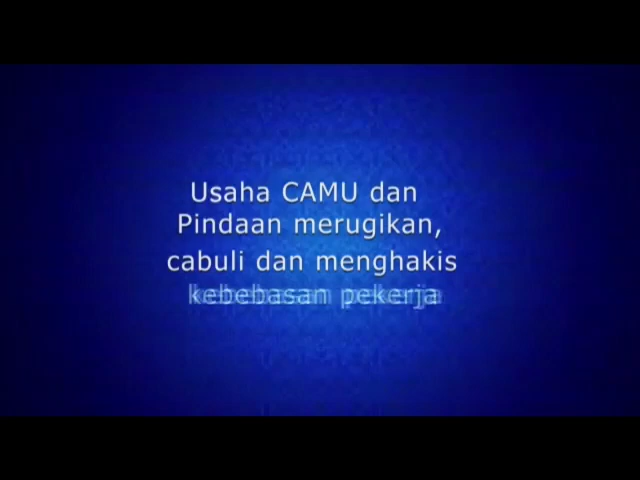 Usaha CAMU dan
Pindaan merugikan,
cabuli dan menghakis
kebebasan pekerja